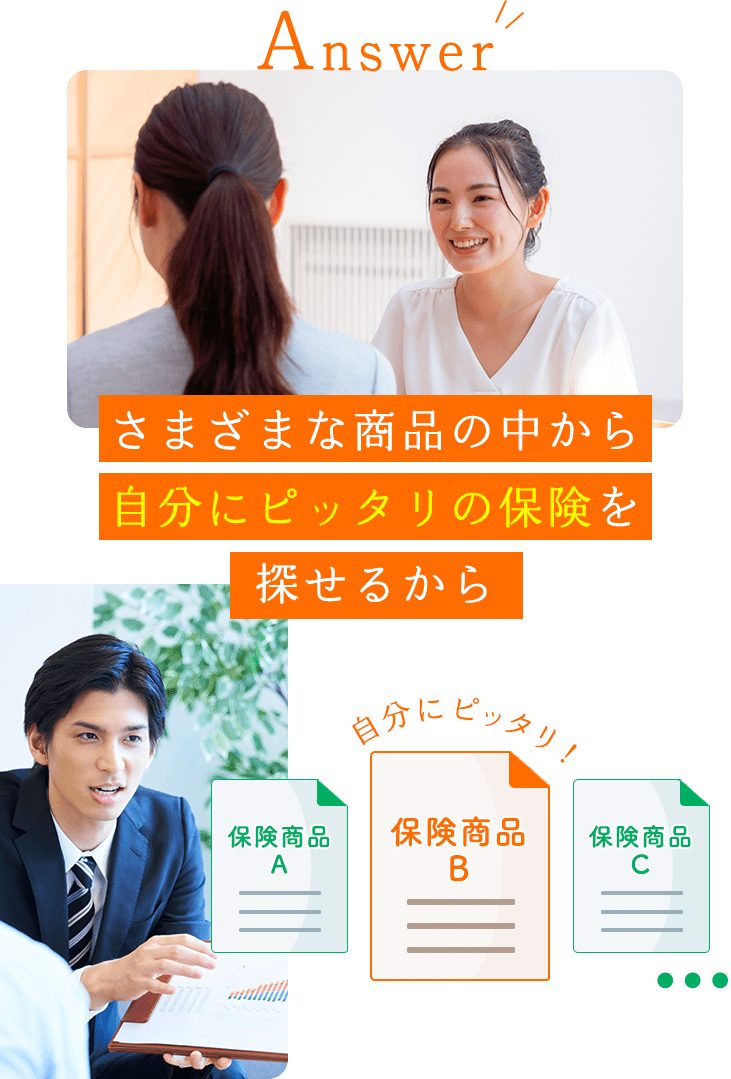 Answer
さまざまな商品の中から
自分にピッタリの保険を
探せるから
自分にピッタリ!
保険商品
A
保険商品
B
保険商品
C